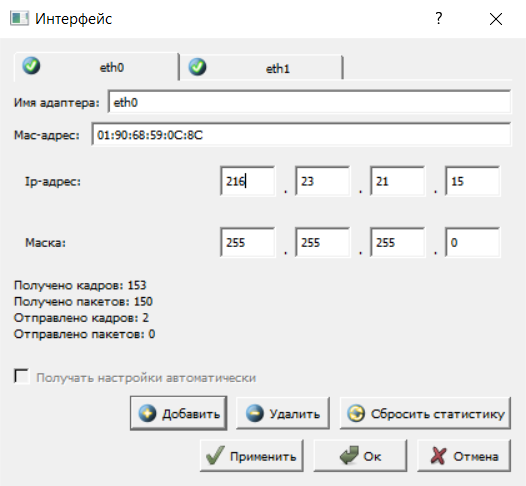 Интерфейс
eth0
eth1
Имя адаптера: eth0
Mac-адрес: 01:90:68:59:0C:8C
Ip-адрес: 216 . 23 . 21 . 15
Маска: 255 . 255 . 255 . 0
Получено кадров: 153
Получено пакетов: 150
Отправлено кадров: 2
Отправлено пакетов: 0
Получать настройки автоматически
Добавить Удалить Сбросить статистику
Применить Ок Отмена